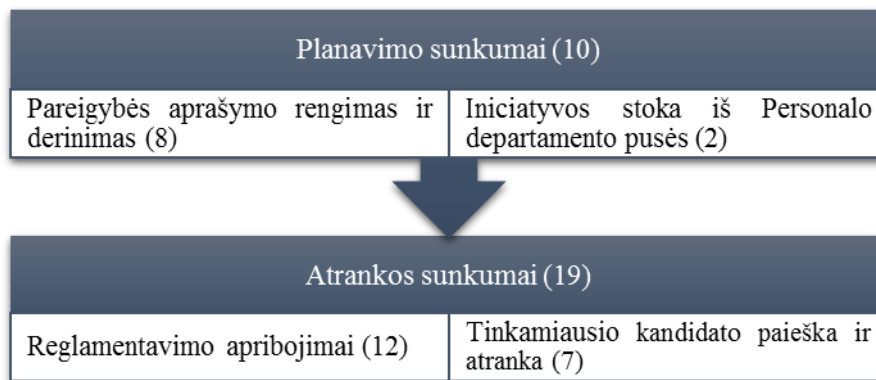 Planavimo sunkumai (10)
Pareigybės aprašymo rengimas ir
derinimas (8)
Iniciatyvos stoka iš Personalo
departamento pusės (2)
Atrankos sunkumai (19)
Reglamentavimo apribojimai (12)
Tinkamiausio kandidato paieška ir
atranka (7)